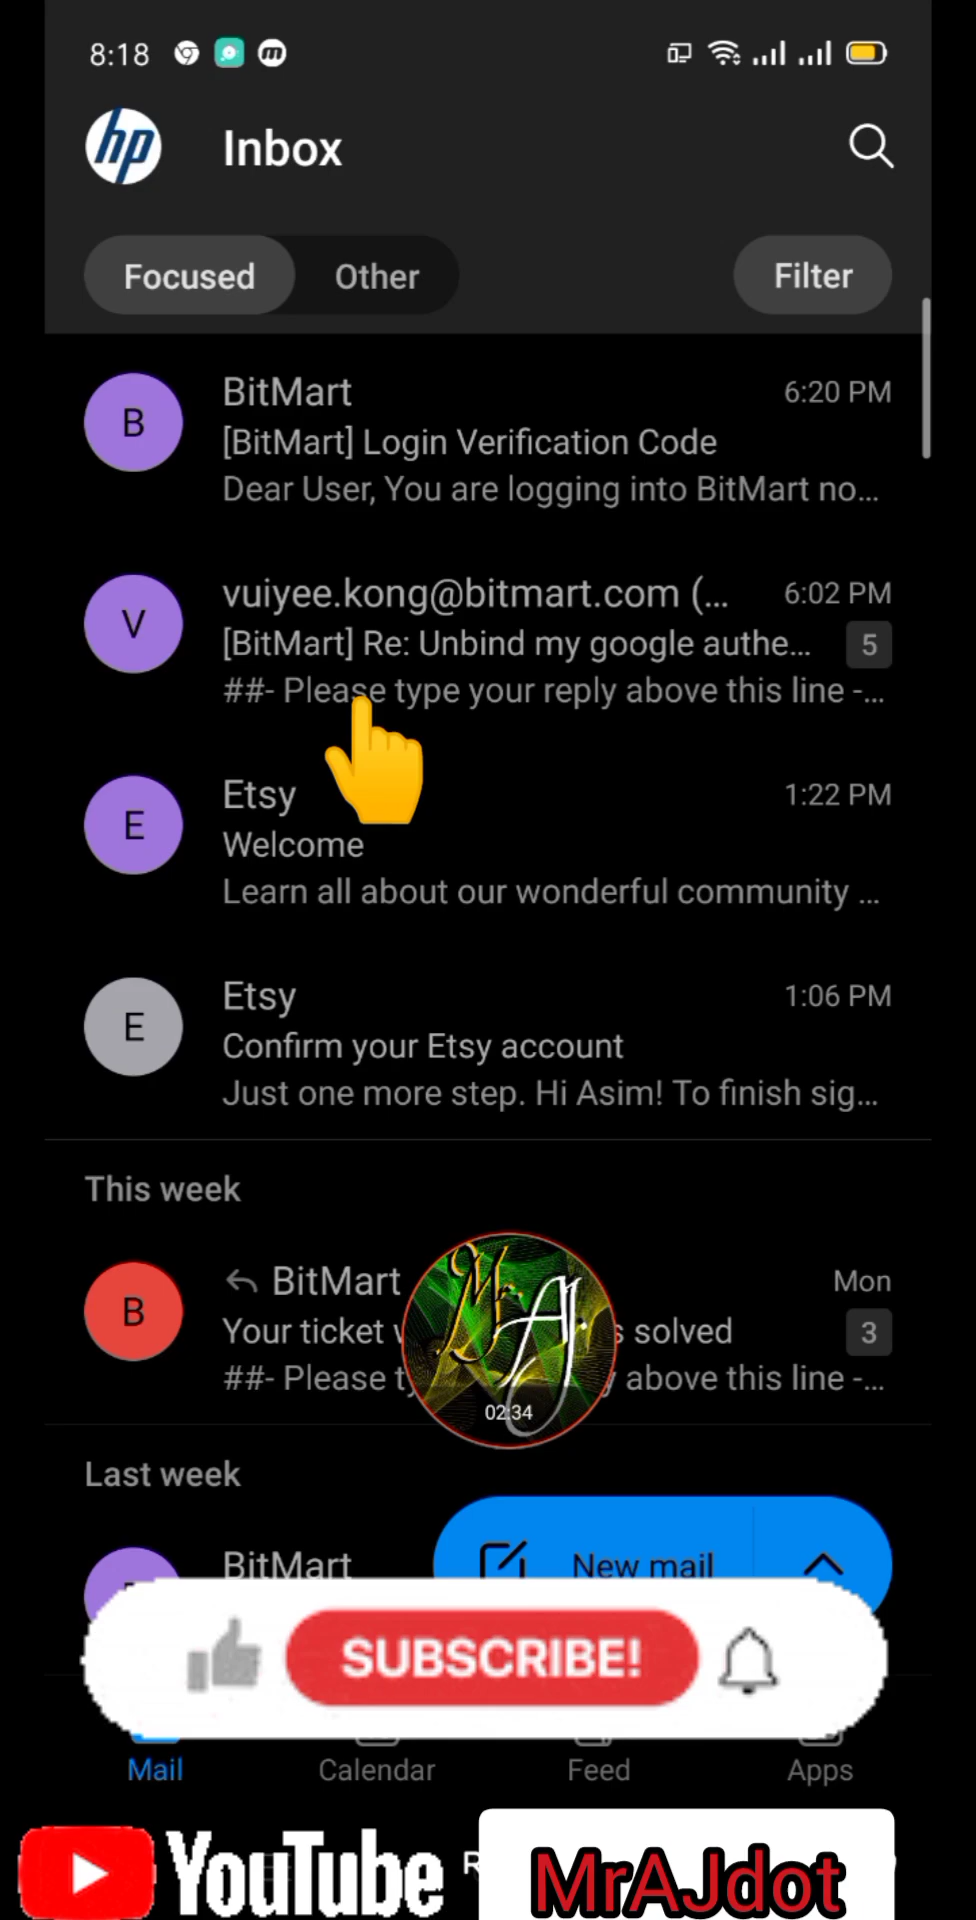 8:18
hp Inbox
Focused Other Filter
B BitMart 6:20 PM
[BitMart] Login Verification Code
Dear User, You are logging into BitMart no...
V vuiyee.kong@bitmart.com (... 6:02 PM
[BitMart] Re: Unbind my google authe... 5
##- Please type your reply above this line -...
E Etsy 1:22 PM
Welcome
Learn all about our wonderful community ...
E Etsy 1:06 PM
Confirm your Etsy account
Just one more step. Hi Asim! To finish sig...
This week
B BitMart Mon
Your ticket solved 3
##- Please above this line -...
Mr AJ
02:34
Last week
BitMart
New mail
SUBSCRIBE!
Mail Calendar Feed Apps
YouTube MrAJdot